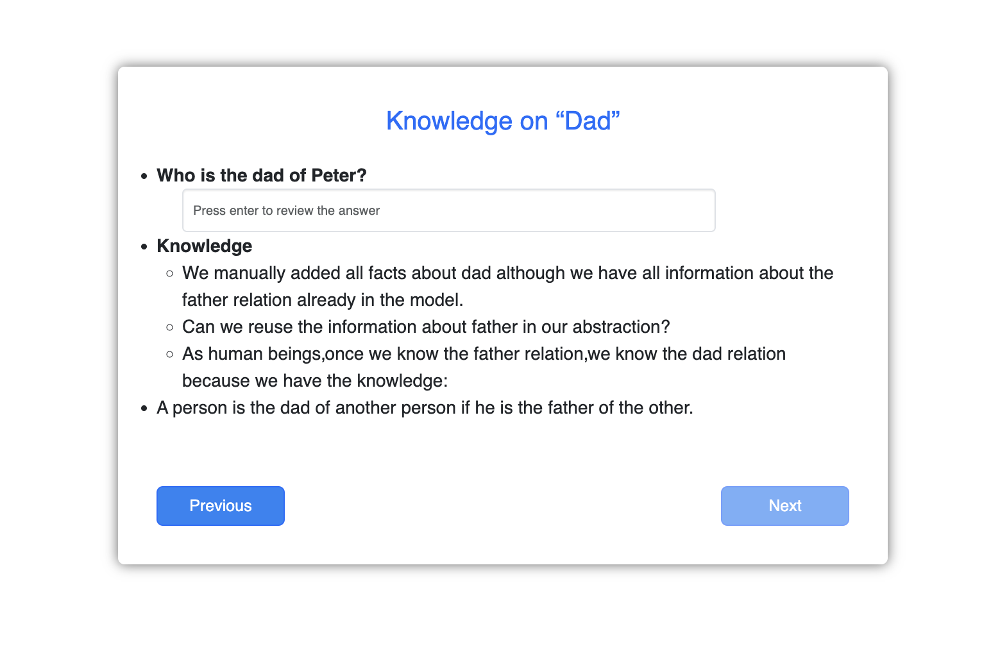 Knowledge on “Dad”
Who is the dad of Peter?
Press enter to review the answer
Knowledge
We manually added all facts about dad although we have all information about the
father relation already in the model.
Can we reuse the information about father in our abstraction?
As human beings,once we know the father relation,we know the dad relation
because we have the knowledge:
A person is the dad of another person if he is the father of the other.
Previous
Next